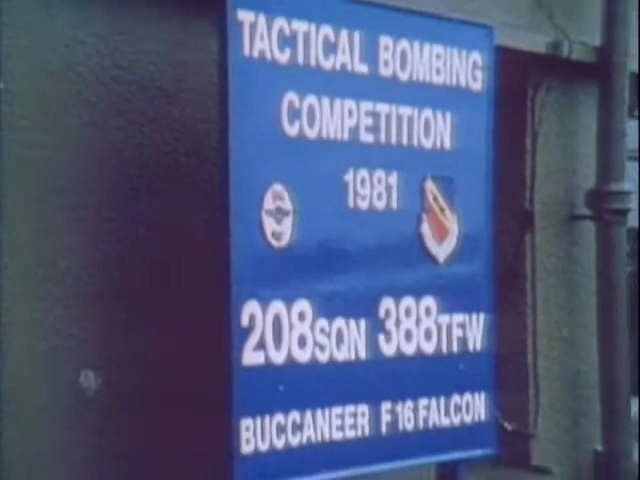 TACTICAL BOMBING
COMPETITION
1981
208SQN 388TFW
BUCCANEER F16 FALCON